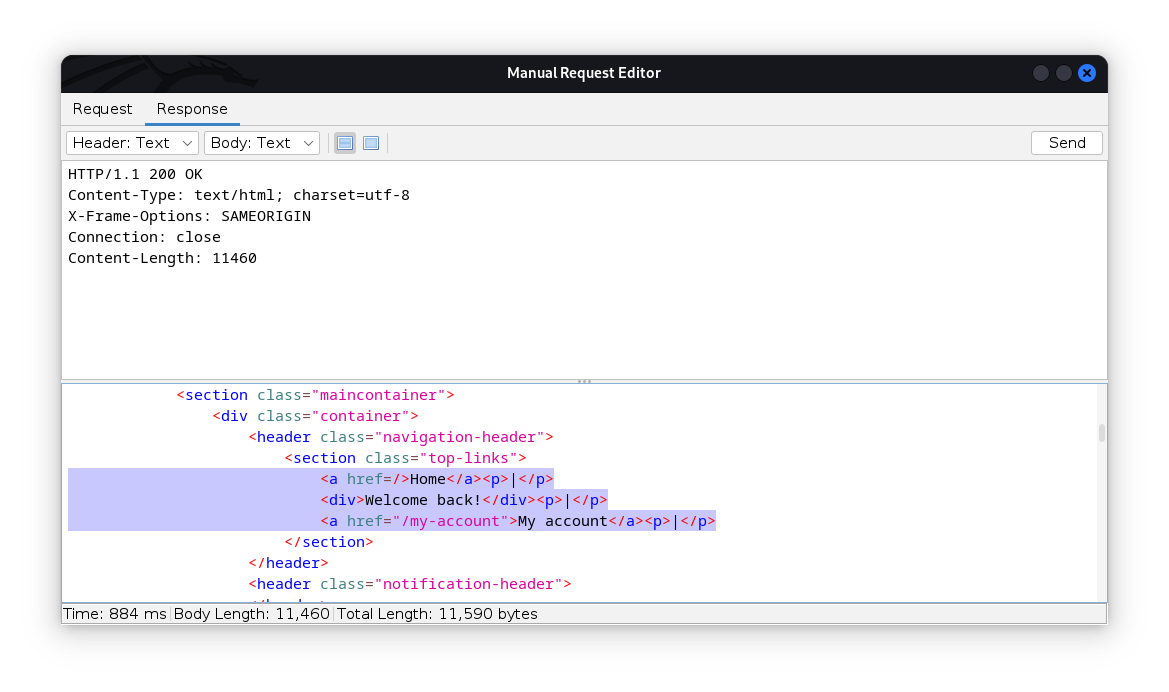 Manual Request Editor
Request Response
Header: Text Body: Text Send
HTTP/1.1 200 OK
Content-Type: text/html; charset=utf-8
X-Frame-Options: SAMEORIGIN
Connection: close
Content-Length: 11460
<section class="maincontainer">
<div class="container">
<header class="navigation-header">
<section class="top-links">
<a href=/>Home</a><p>|</p>
<div>Welcome back!</div><p>|</p>
<a href="/my-account">My account</a><p>|</p>
</section>
</header>
<header class="notification-header">
Time: 884 ms Body Length: 11,460 Total Length: 11,590 bytes